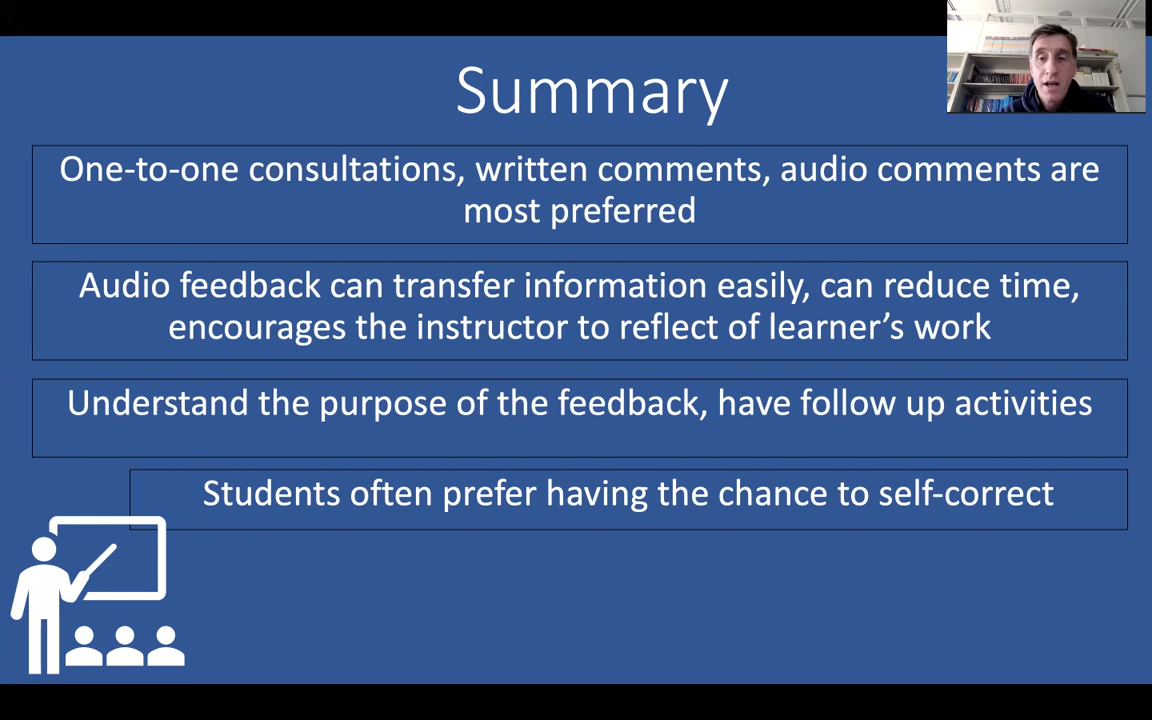 Summary
One-to-one consultations, written comments, audio comments are
most preferred
Audio feedback can transfer information easily, can reduce time,
encourages the instructor to reflect of learner’s work
Understand the purpose of the feedback, have follow up activities
Students often prefer having the chance to self-correct